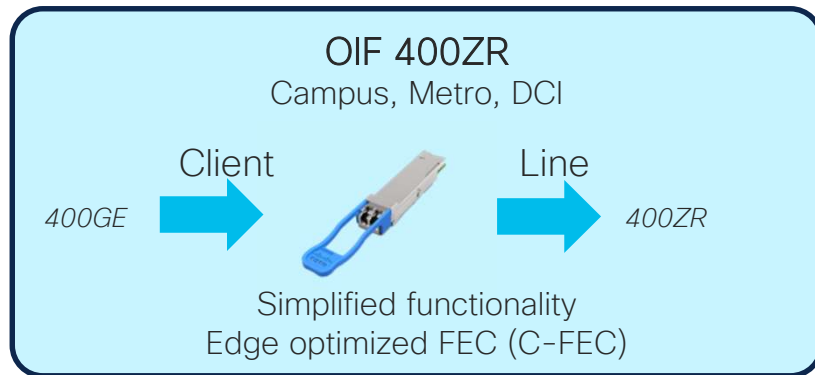 OIF 400ZR
Campus, Metro, DCI
Client
Line
400GE
400ZR
Simplified functionality
Edge optimized FEC (C-FEC)